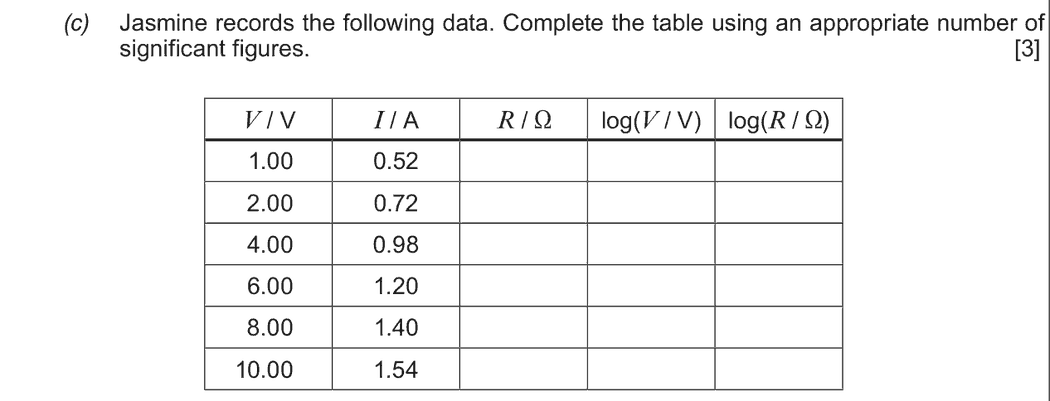 (c) Jasmine records the following data. Complete the table using an appropriate number of
significant figures. [3]
V / V I / A R / Ω log(V / V) log(R / Ω)
1.00 0.52
2.00 0.72
4.00 0.98
6.00 1.20
8.00 1.40
10.00 1.54